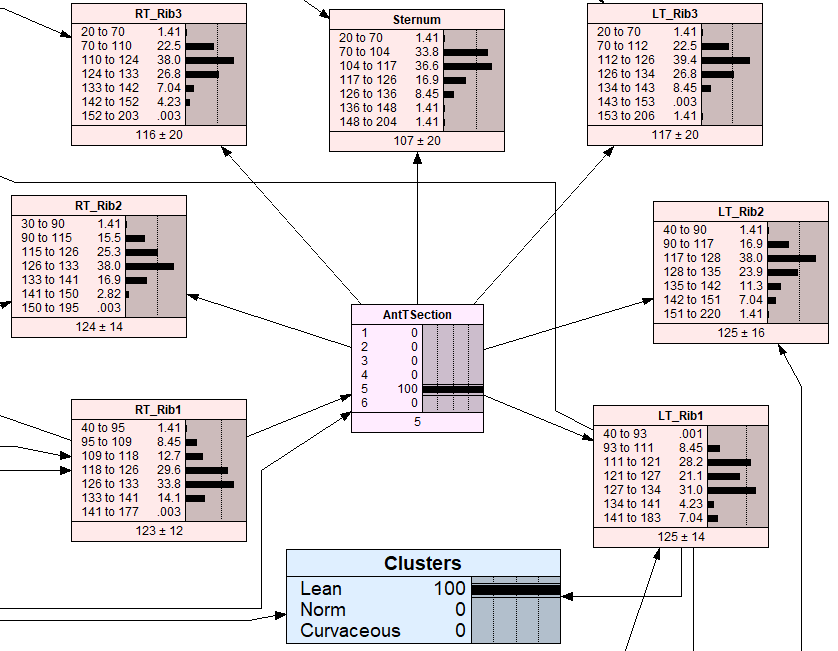 RT_Rib3
20 to 70 1.41
70 to 110 22.5
110 to 124 38.0
124 to 133 26.8
133 to 142 7.04
142 to 152 4.23
152 to 203 .003
116 ± 20
Sternum
20 to 70 1.41
70 to 104 33.8
104 to 117 36.6
117 to 126 16.9
126 to 136 8.45
136 to 148 1.41
148 to 204 1.41
107 ± 20
LT_Rib3
20 to 70 1.41
70 to 112 22.5
112 to 126 39.4
126 to 134 26.8
134 to 143 8.45
143 to 153 .003
153 to 206 1.41
117 ± 20
RT_Rib2
30 to 90 1.41
90 to 115 15.5
115 to 126 25.3
126 to 133 38.0
133 to 141 16.9
141 to 150 2.82
150 to 195 .003
124 ± 14
LT_Rib2
40 to 90 1.41
90 to 117 16.9
117 to 128 38.0
128 to 135 23.9
135 to 142 11.3
142 to 151 7.04
151 to 220 1.41
125 ± 16
AntTSection
1 0
2 0
3 0
4 0
5 100
6 0
5
RT_Rib1
40 to 95 1.41
95 to 109 8.45
109 to 118 12.7
118 to 126 29.6
126 to 133 33.8
133 to 141 14.1
141 to 177 .003
123 ± 12
LT_Rib1
40 to 93 .001
93 to 111 8.45
111 to 121 28.2
121 to 127 21.1
127 to 134 31.0
134 to 141 4.23
141 to 183 7.04
125 ± 14
Clusters
Lean 100
Norm 0
Curvaceous 0